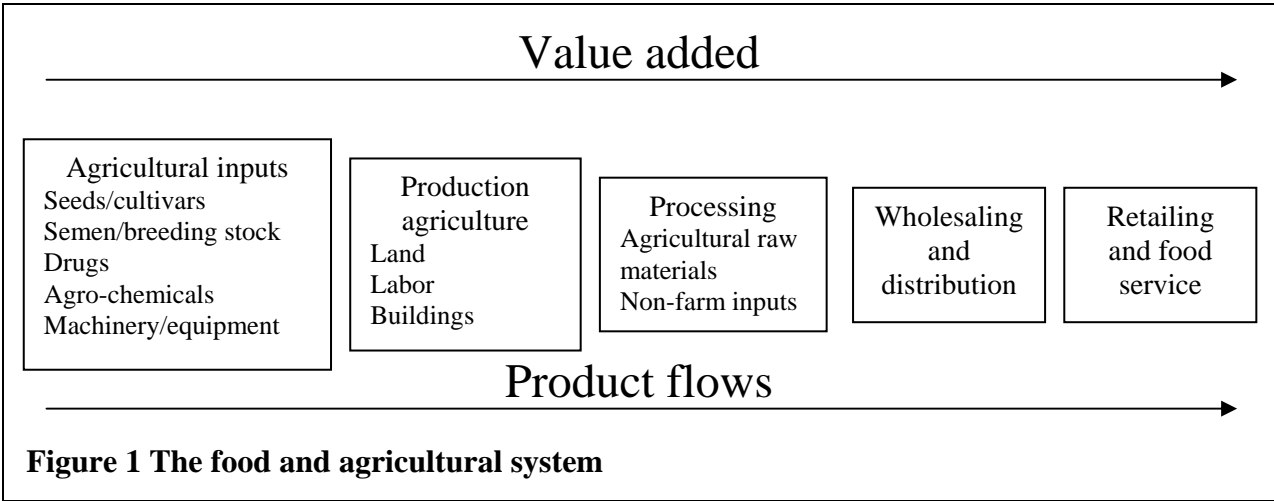 Value added
Agricultural inputs
Seeds/cultivars
Semen/breeding stock
Drugs
Agro-chemicals
Machinery/equipment
Production
agriculture
Land
Labor
Buildings
Processing
Agricultural raw
materials
Non-farm inputs
Wholesaling
and
distribution
Retailing
and food
service
Product flows
Figure 1 The food and agricultural system